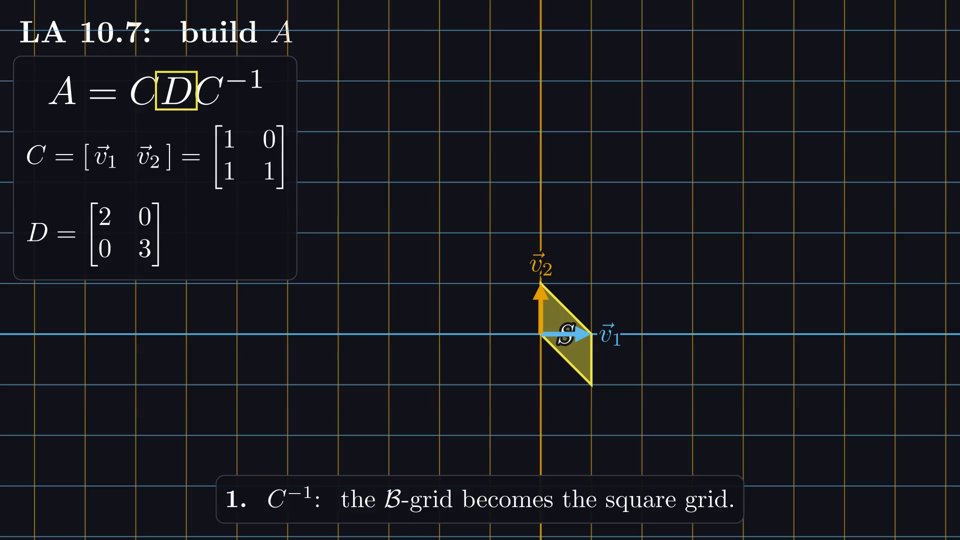 LA 10.7: build A
A = CDC⁻¹
C = [v⃗₁ v⃗₂] = [1 0
1 1]
D = [2 0
0 3]
v⃗₂
S v⃗₁
1. C⁻¹: the ℬ-grid becomes the square grid.